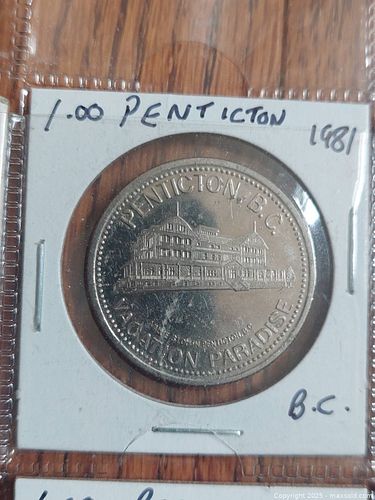 1.00 PENTICTON
1981
PENTICTON, B.C.
VACATION PARADISE
B.C.
Copyright 2025 - maxsold.com